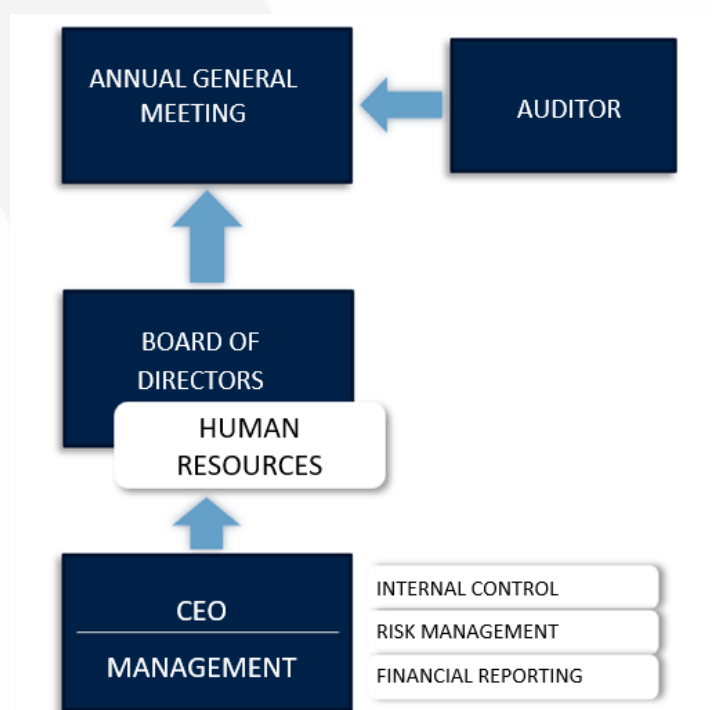 ANNUAL GENERAL
MEETING
AUDITOR
BOARD OF
DIRECTORS
HUMAN
RESOURCES
CEO
MANAGEMENT
INTERNAL CONTROL
RISK MANAGEMENT
FINANCIAL REPORTING